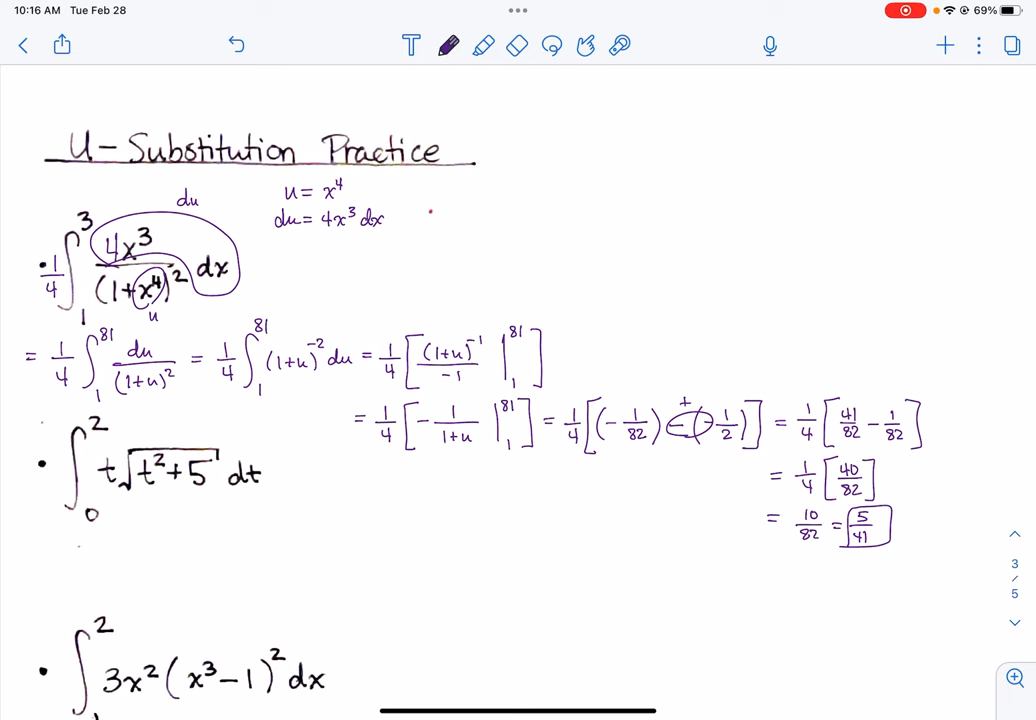 10:16 AM Tue Feb 28 69%
T
U-Substitution Practice
u = x⁴
du = 4x³ dx
du
• 1/4 ∫₁³ 4x³/(1+x⁴)² dx
u
= 1/4 ∫₁⁸¹ du/(1+u)² = 1/4 ∫₁⁸¹ (1+u)⁻² du = 1/4 [ (1+u)⁻¹/-1 |₁⁸¹ ]
= 1/4 [ - 1/(1+u) |₁⁸¹ ] = 1/4 [ (-1/82) - (-1/2) ] = 1/4 [ 41/82 - 1/82 ]
+
= 1/4 [ 40/82 ]
= 10/82 = 5/41
• ∫₀² t√(t²+5) dt
• ∫² 3x² (x³-1)² dx
3
/
5